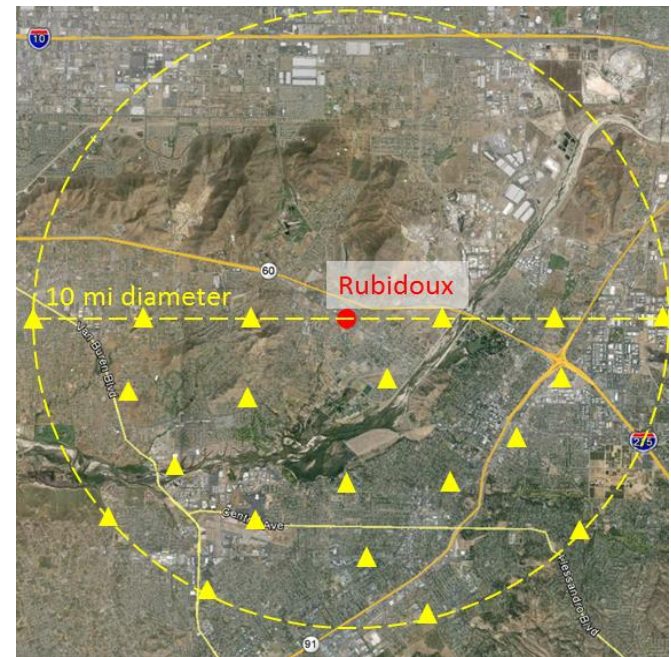 10
60
Rubidoux
10 mi diameter
Van Buren Blvd
215
Central Ave
Alessandro Blvd
91